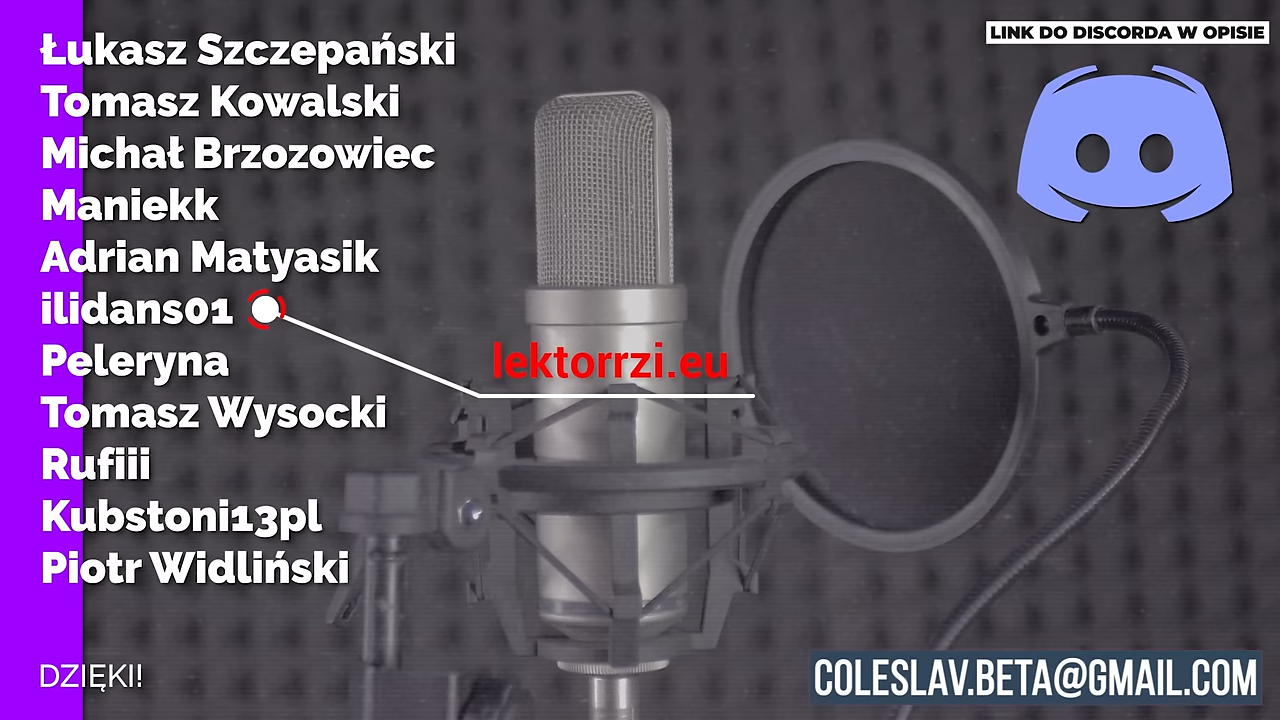 Łukasz Szczepański
Tomasz Kowalski
Michał Brzozowiec
Maniekk
Adrian Matyasik
ilidans01
Peleryna
Tomasz Wysocki
Rufiii
Kubstoni13pl
Piotr Widliński
DZIĘKI!
lektorrzi.eu
LINK DO DISCORDA W OPISIE
COLESLAV.BETA@GMAIL.COM